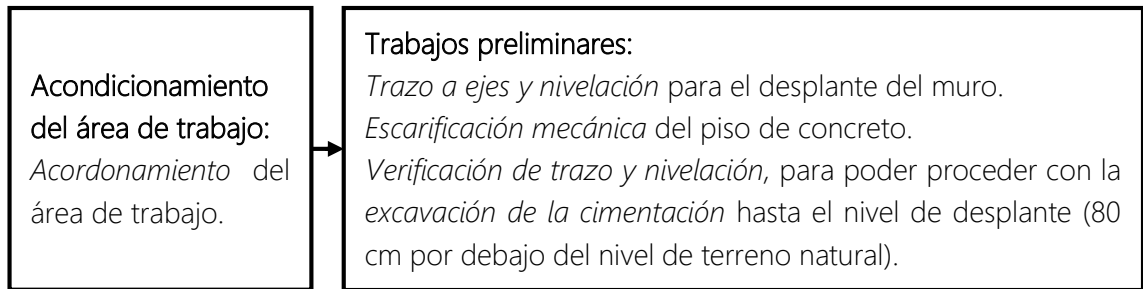 Acondicionamiento
del área de trabajo:
Acordonamiento del
área de trabajo.
Trabajos preliminares:
Trazo a ejes y nivelación para el desplante del muro.
Escarificación mecánica del piso de concreto.
Verificación de trazo y nivelación, para poder proceder con la
excavación de la cimentación hasta el nivel de desplante (80
cm por debajo del nivel de terreno natural).